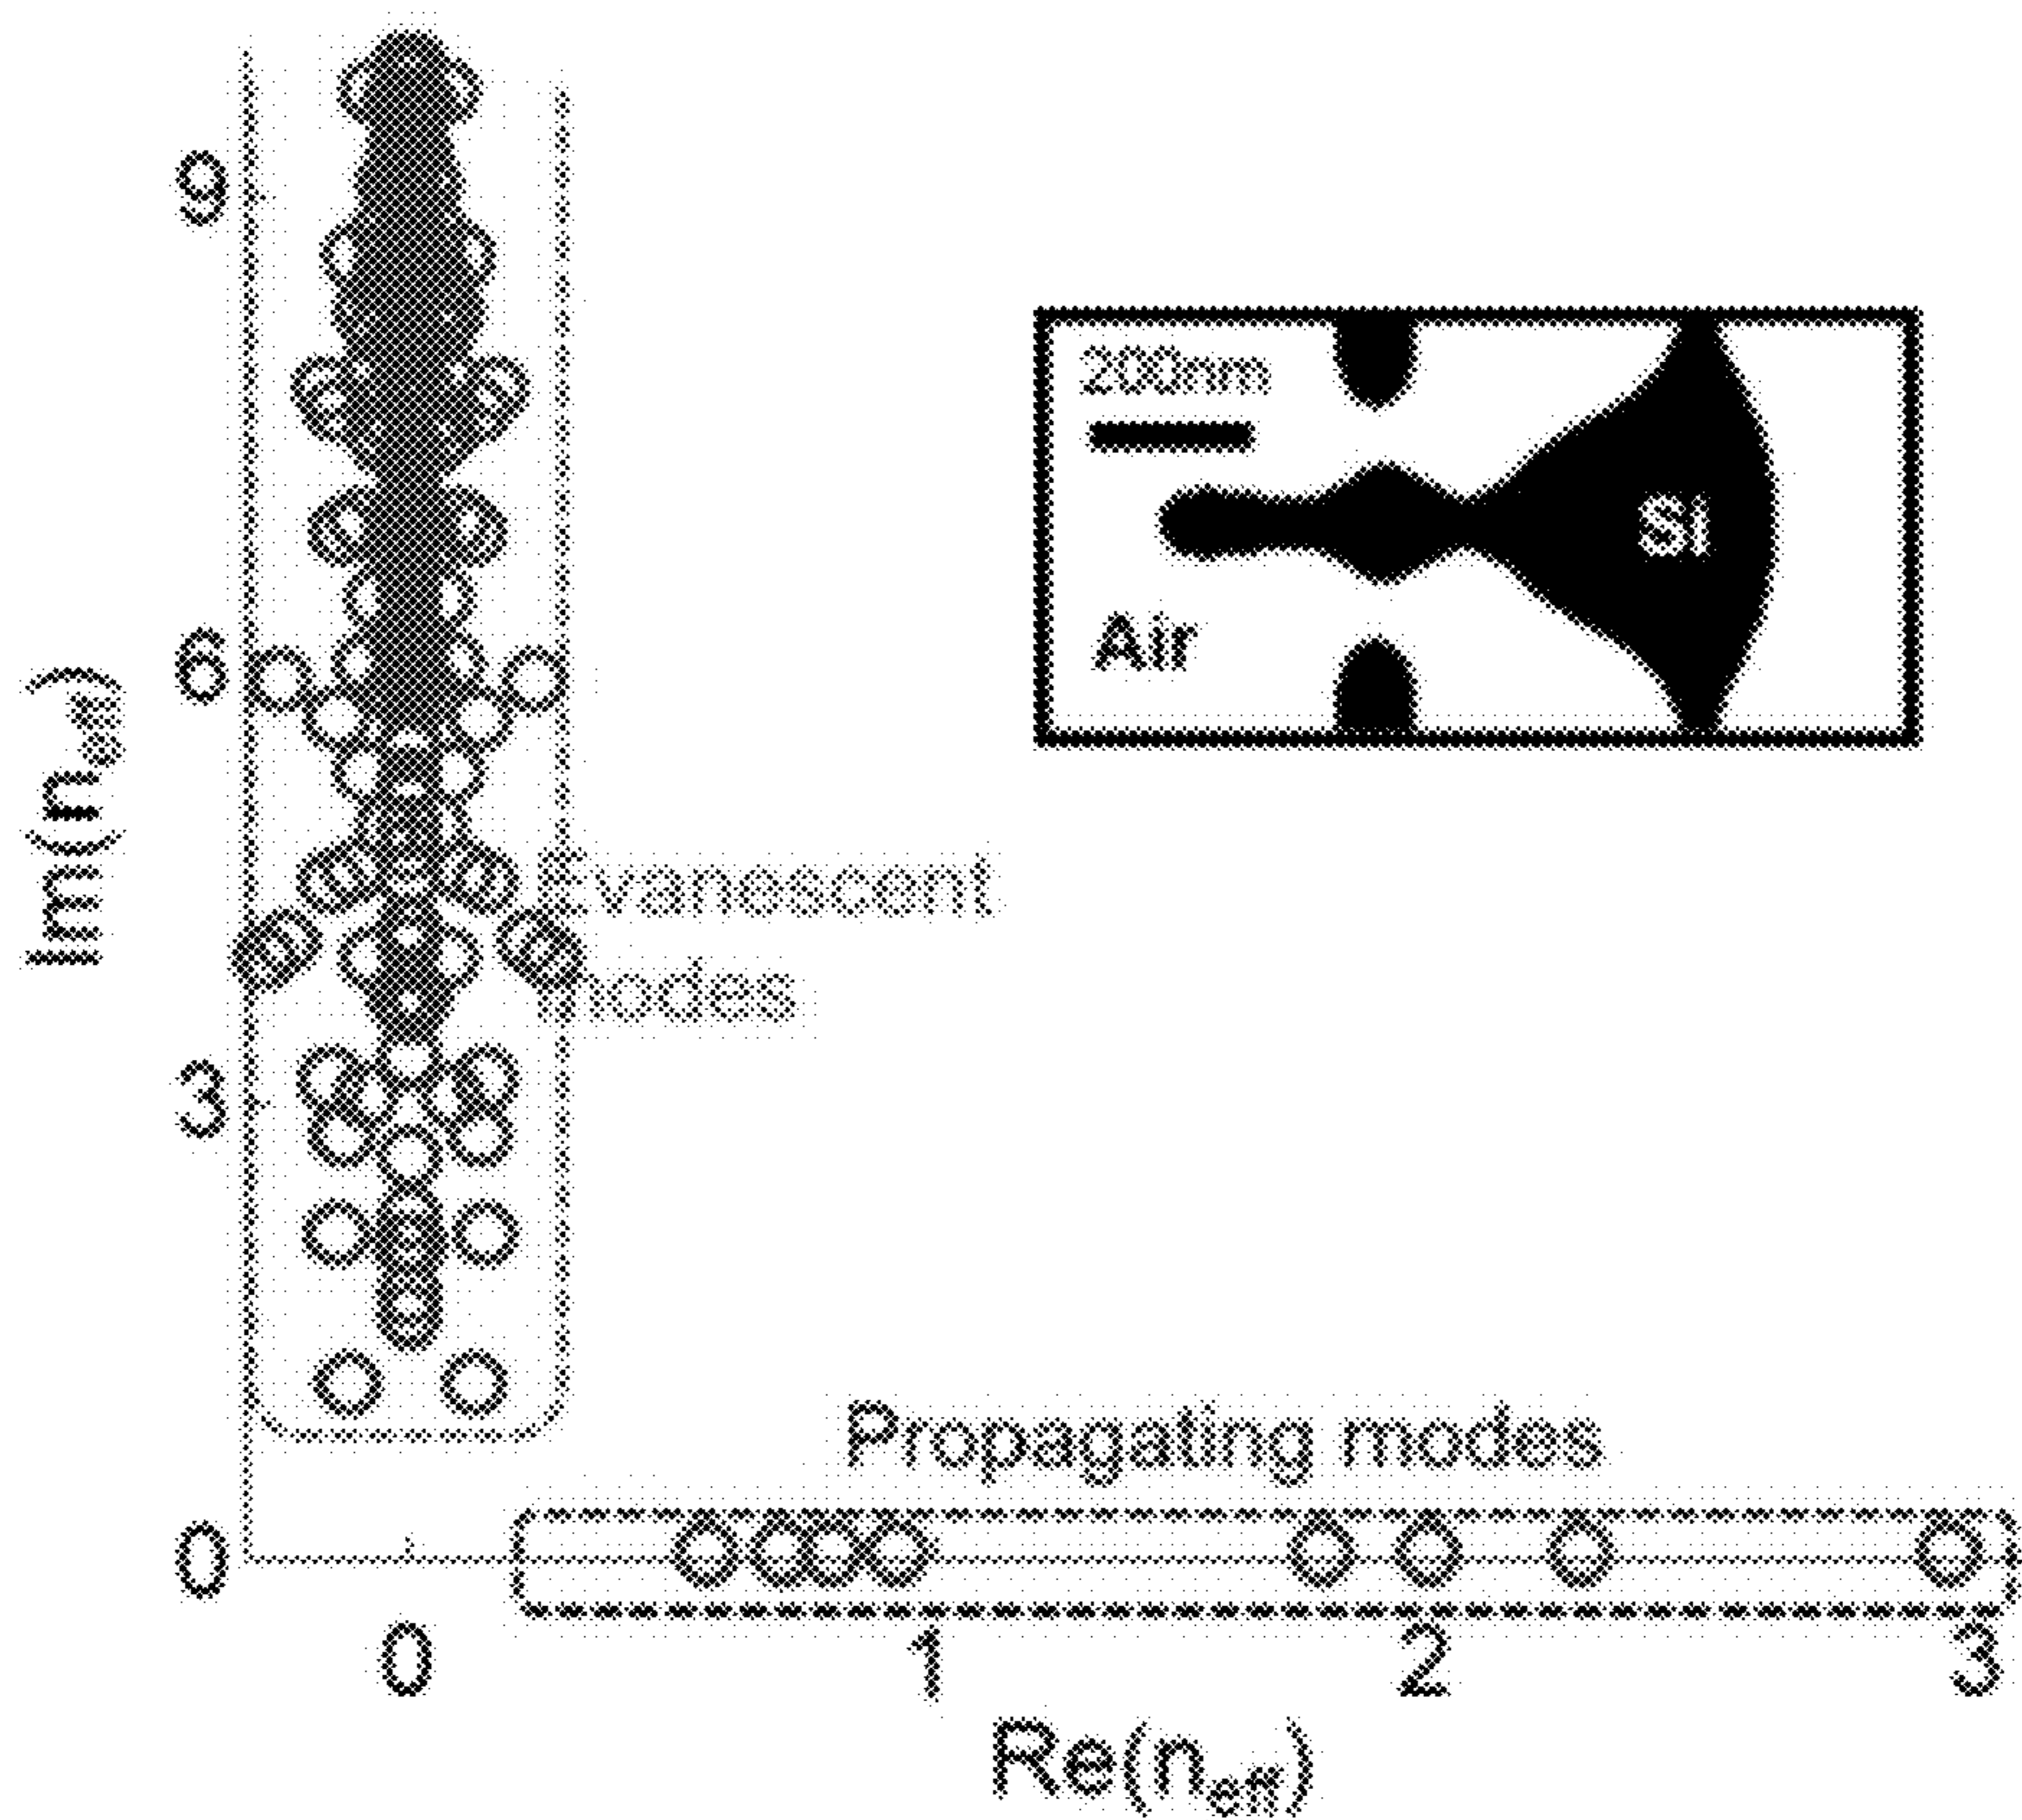 9
6
3
0
Im(n_eff)
200nm
Si
Air
Evanescent
modes
Propagating modes
0
1
2
3
Re(n_eff)